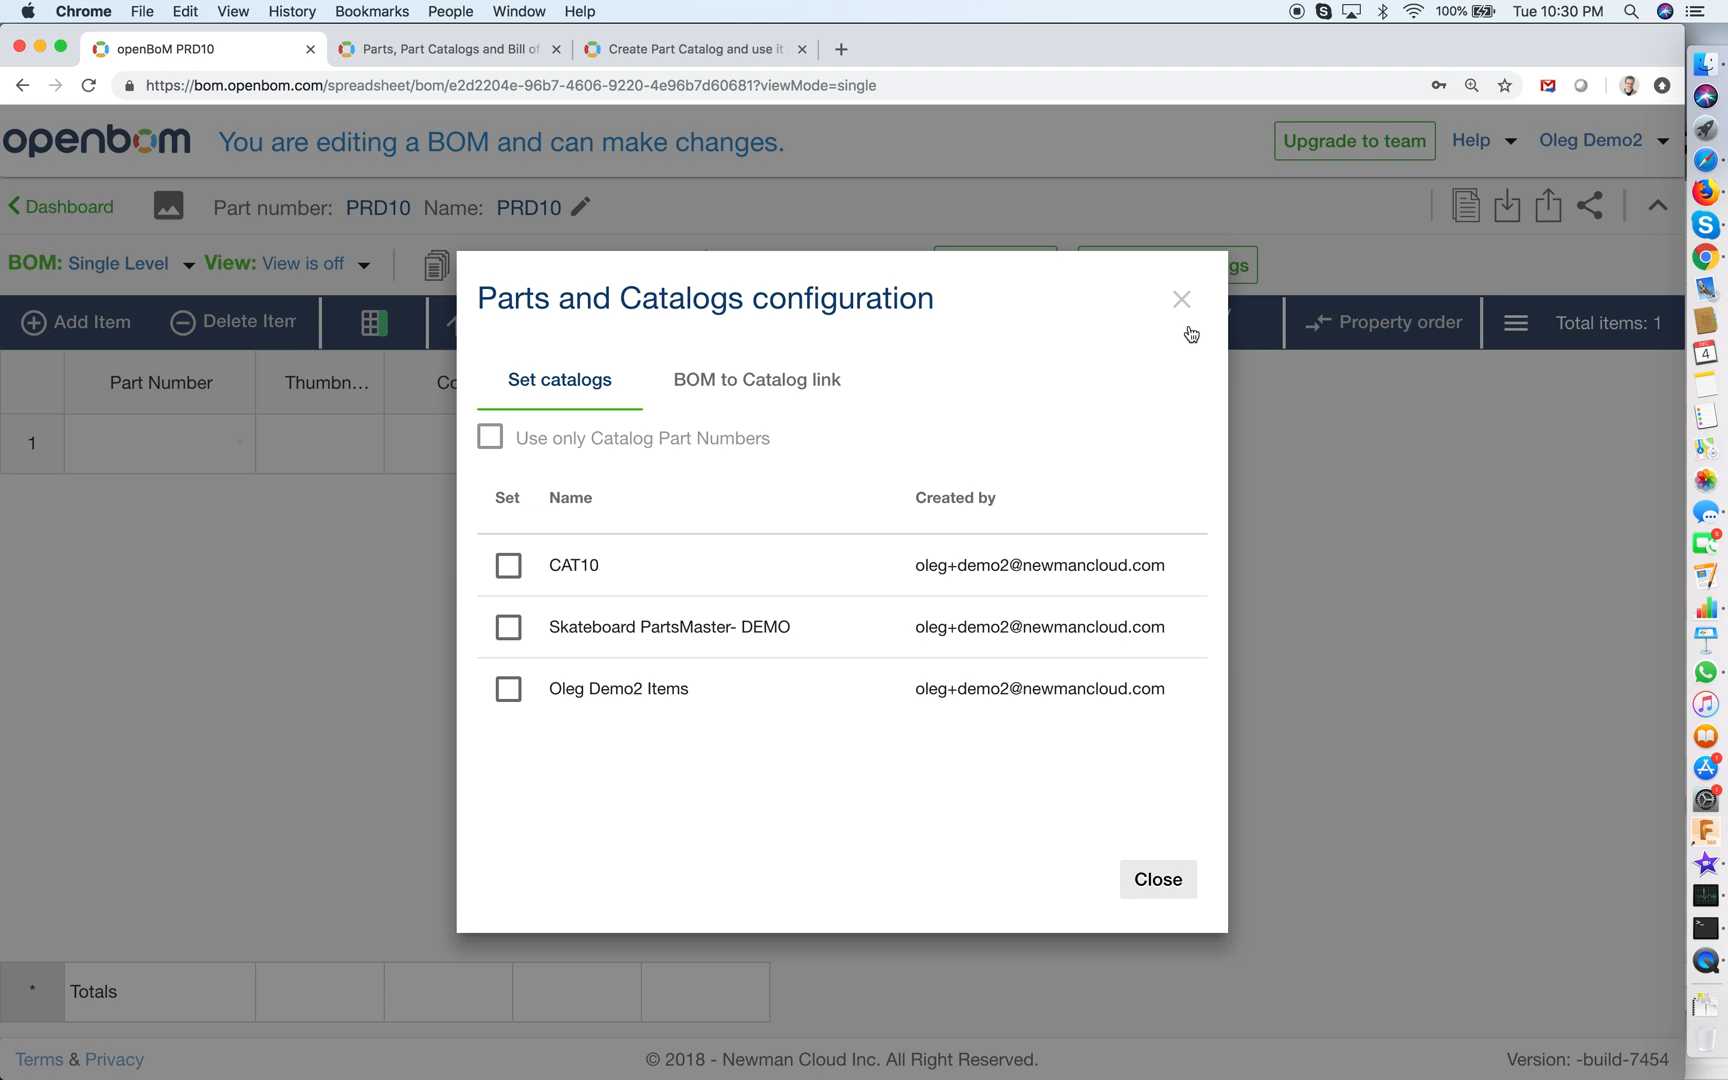 Chrome File Edit View History Bookmarks People Window Help 100% Tue 10:30 PM
openBoM PRD10 Parts, Part Catalogs and Bill of Create Part Catalog and use it
https://bom.openbom.com/spreadsheet/bom/e2d2204e-96b7-4606-9220-4e96b7d60681?viewMode=single
openbom You are editing a BOM and can make changes. Upgrade to team Help Oleg Demo2
Dashboard Part number: PRD10 Name: PRD10
BOM: Single Level View: View is off gs
Parts and Catalogs configuration
Add Item Delete Item Property order Total items: 1
Set catalogs BOM to Catalog link
Part Number Thumbn... Co
Use only Catalog Part Numbers
1
Set Name Created by
CAT10 oleg+demo2@newmancloud.com
Skateboard PartsMaster- DEMO oleg+demo2@newmancloud.com
Oleg Demo2 Items oleg+demo2@newmancloud.com
Close
* Totals
Terms & Privacy © 2018 - Newman Cloud Inc. All Right Reserved. Version: -build-7454